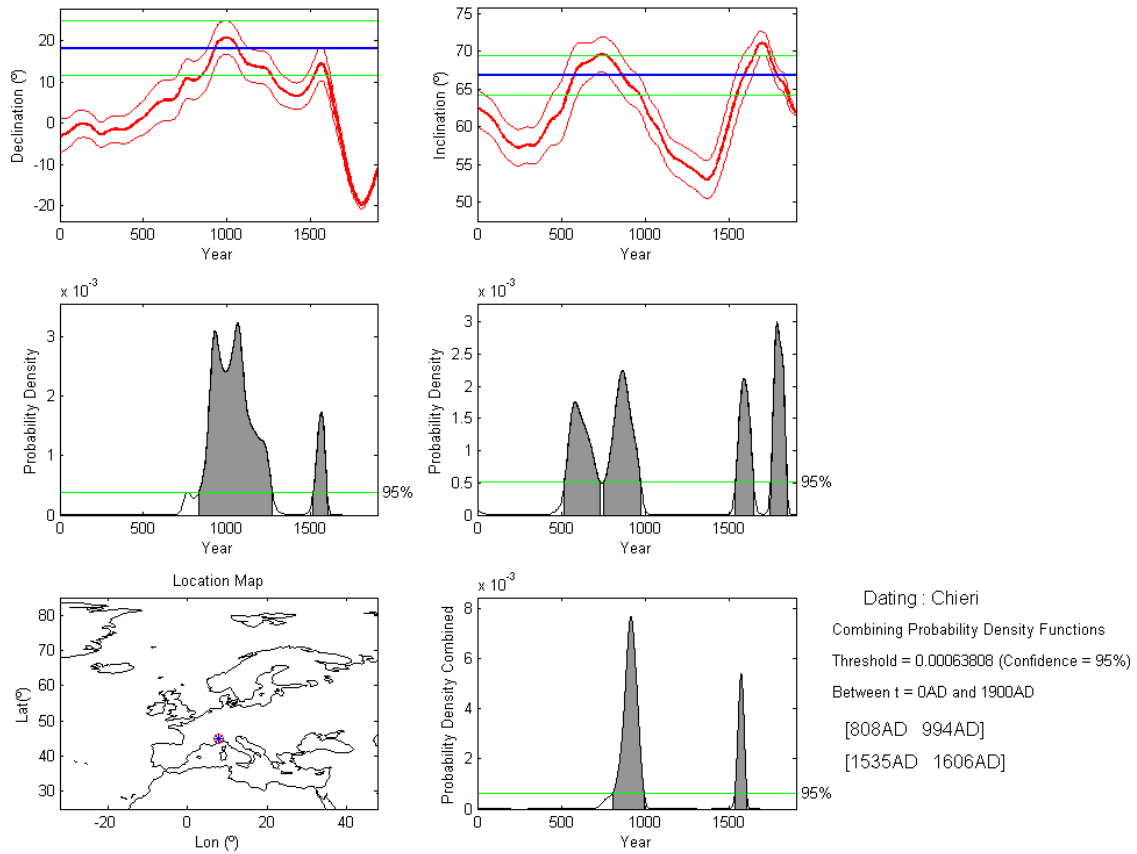 20
10
0
-10
-20
Declination (º)
0
500
1000
1500
Year
75
70
65
60
55
50
Inclination (º)
0
500
1000
1500
Year
x 10⁻³
3
2
1
0
Probability Density
95%
0
500
1000
1500
Year
x 10⁻³
3
2.5
2
1.5
1
0.5
0
Probability Density
95%
0
500
1000
1500
Year
Location Map
80
70
60
50
40
30
Lat(º)
-20
0
20
40
Lon (º)
x 10⁻³
8
6
4
2
0
Probability Density Combined
95%
0
500
1000
1500
Year
Dating : Chieri
Combining Probability Density Functions
Threshold = 0.00063808 (Confidence = 95%)
Between t = 0AD and 1900AD
[808AD 994AD]
[1535AD 1606AD]